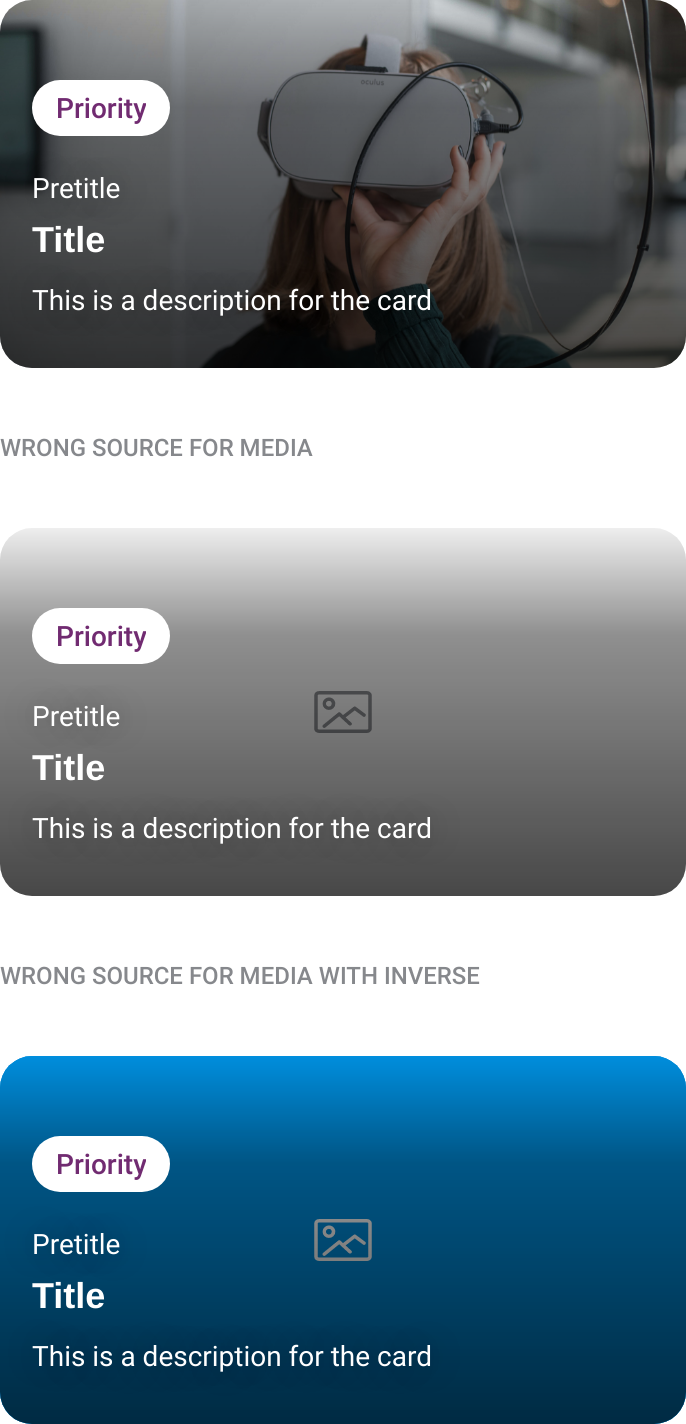 oculus
Priority
Pretitle
Title
This is a description for the card
WRONG SOURCE FOR MEDIA
Priority
Pretitle
Title
This is a description for the card
WRONG SOURCE FOR MEDIA WITH INVERSE
Priority
Pretitle
Title
This is a description for the card